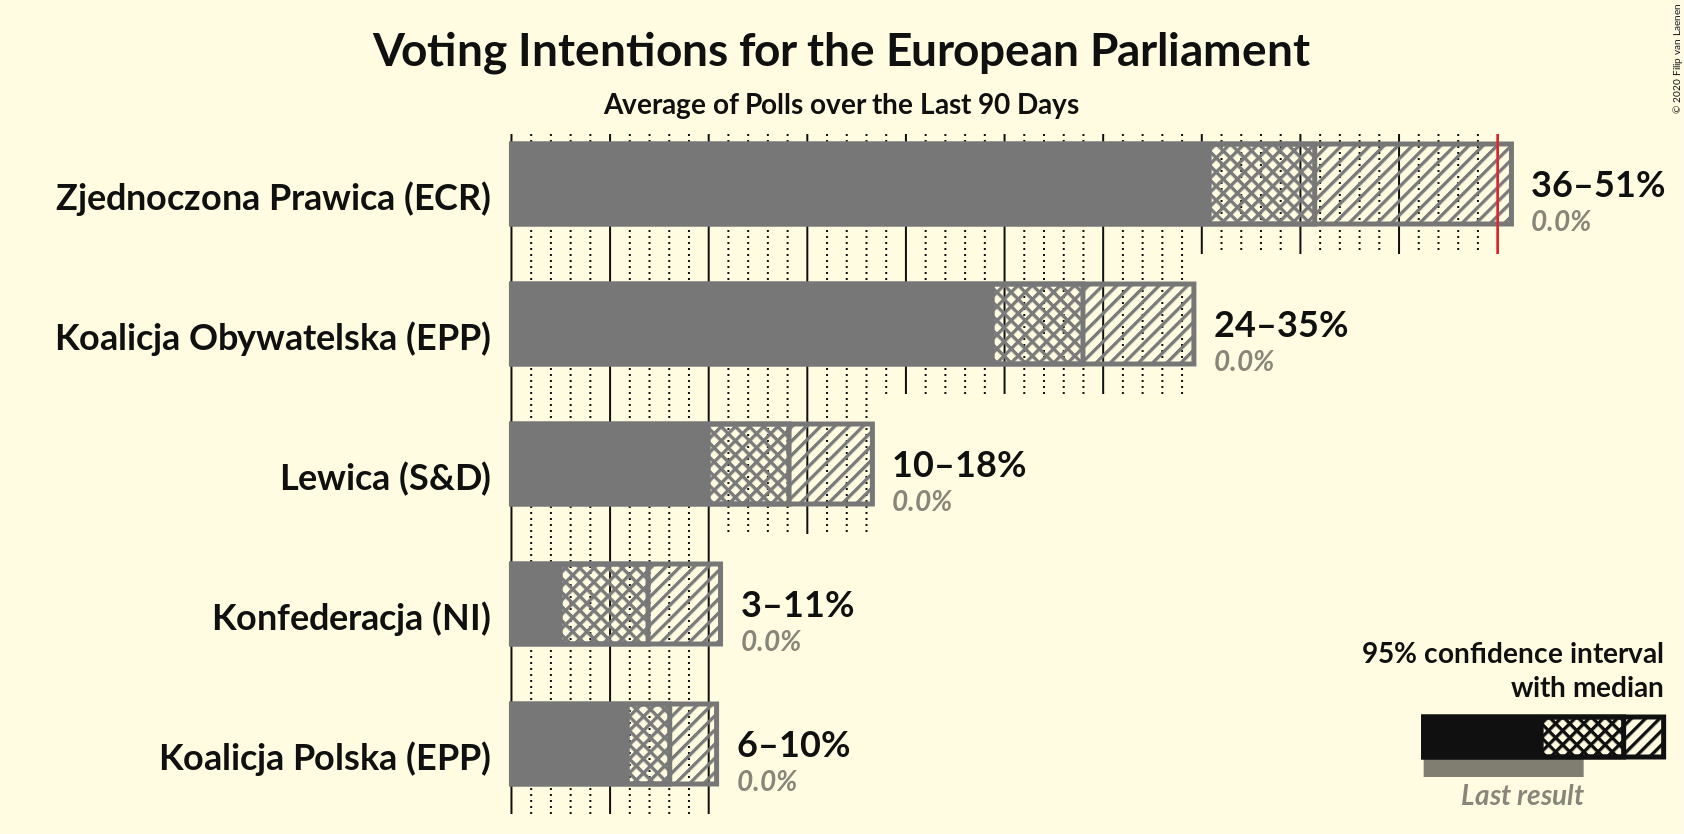 Voting Intentions for the European Parliament
Average of Polls over the Last 90 Days
© 2020 Filip van Laenen
Zjednoczona Prawica (ECR)
36–51%
0.0%
Koalicja Obywatelska (EPP)
24–35%
0.0%
Lewica (S&D)
10–18%
0.0%
Konfederacja (NI)
3–11%
0.0%
Koalicja Polska (EPP)
6–10%
0.0%
95% confidence interval
with median
Last result